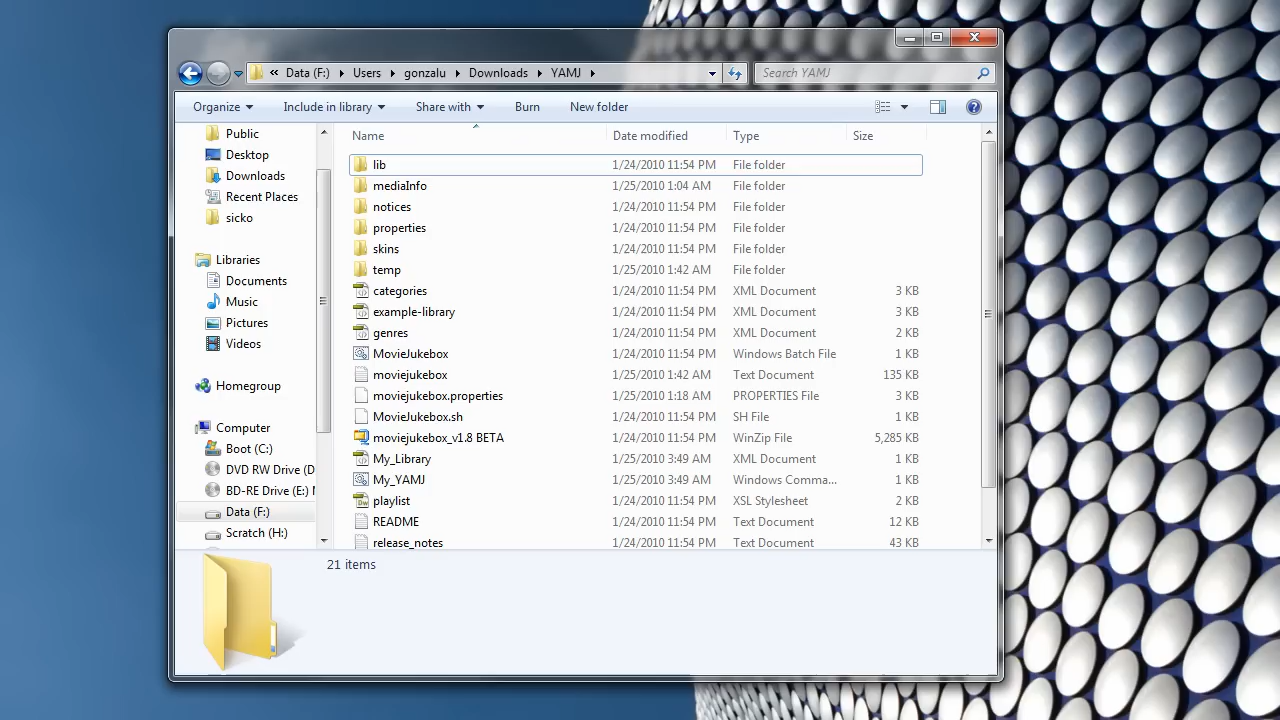 « Data (F:) Users gonzalu Downloads YAMJ Search YAMJ
Organize Include in library Share with Burn New folder
Name Date modified Type Size
Public
Desktop
Downloads
Recent Places
sicko
Libraries
Documents
Music
Pictures
Videos
Homegroup
Computer
Boot (C:)
DVD RW Drive (D
BD-RE Drive (E:)
Data (F:)
Scratch (H:)
lib 1/24/2010 11:54 PM File folder
mediaInfo 1/25/2010 1:04 AM File folder
notices 1/24/2010 11:54 PM File folder
properties 1/24/2010 11:54 PM File folder
skins 1/24/2010 11:54 PM File folder
temp 1/25/2010 1:42 AM File folder
categories 1/24/2010 11:54 PM XML Document 3 KB
example-library 1/24/2010 11:54 PM XML Document 3 KB
genres 1/24/2010 11:54 PM XML Document 2 KB
MovieJukebox 1/24/2010 11:54 PM Windows Batch File 1 KB
moviejukebox 1/25/2010 1:42 AM Text Document 135 KB
moviejukebox.properties 1/25/2010 1:18 AM PROPERTIES File 3 KB
MovieJukebox.sh 1/24/2010 11:54 PM SH File 1 KB
moviejukebox_v1.8 BETA 1/24/2010 11:54 PM WinZip File 5,285 KB
My_Library 1/25/2010 3:49 AM XML Document 1 KB
My_YAMJ 1/25/2010 3:49 AM Windows Comma... 1 KB
playlist 1/24/2010 11:54 PM XSL Stylesheet 2 KB
README 1/24/2010 11:54 PM Text Document 12 KB
release_notes 1/24/2010 11:54 PM Text Document 43 KB
21 items